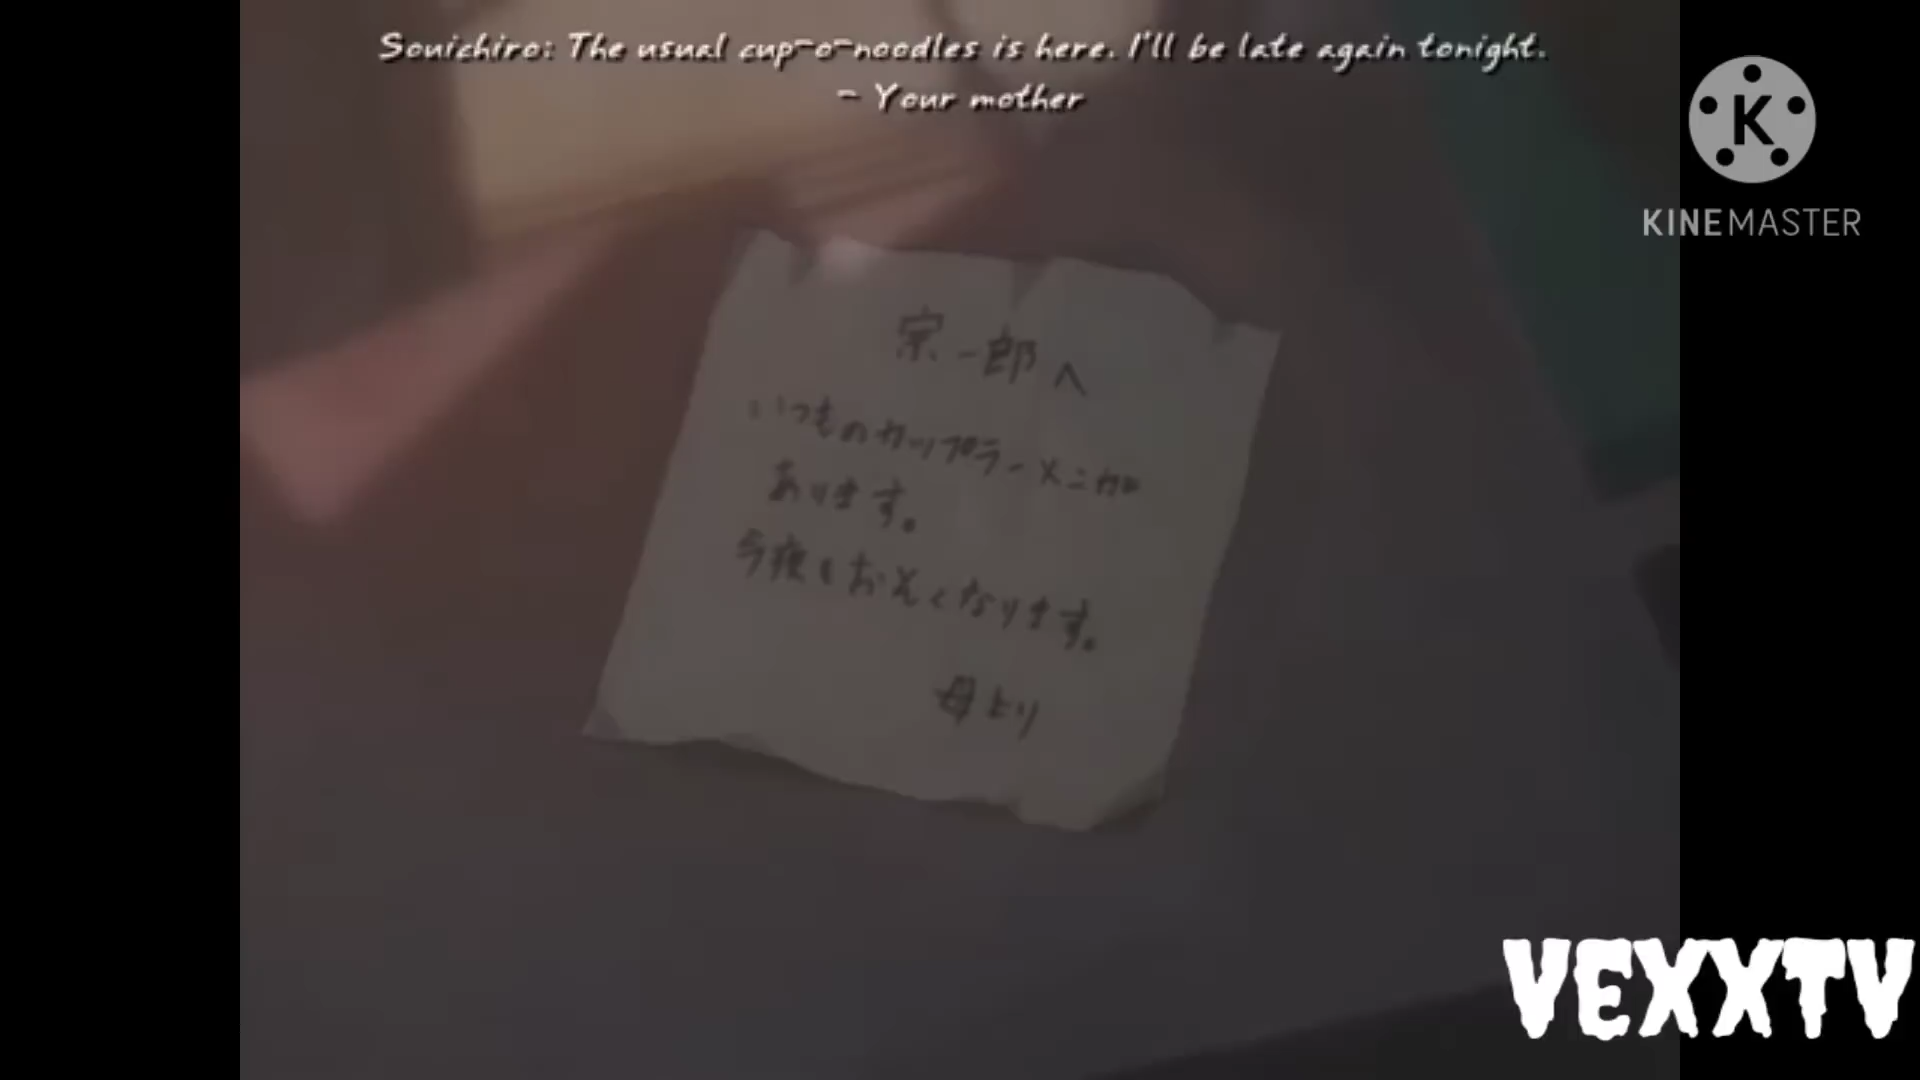 Souichiro: The usual cup-o-noodles is here. I'll be late again tonight.
- Your mother
KINEMASTER
宗一郎へ
いつものカップラーメンが
あります。
今夜もおそくなります。
母より
VEXXTV